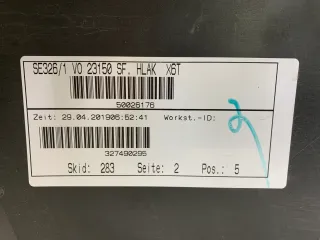 SE326/1 VO 23150 SF. HLAK X6T
50026176
Zeit: 29.04.201906:52:41 Workst.-ID:
327490295
Skid: 283 Seite: 2 Pos.: 5